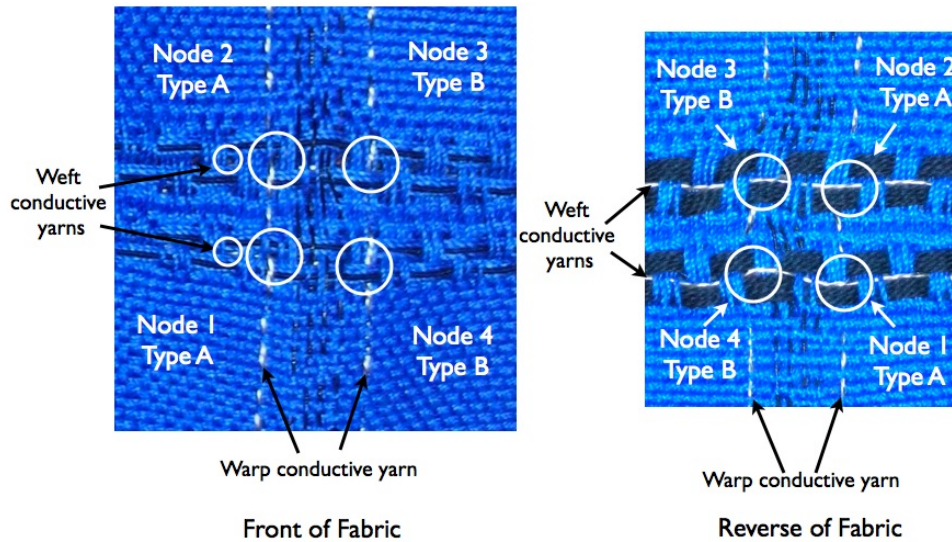 Node 2
Type A
Node 3
Type B
Weft
conductive
yarns
Node 1
Type A
Node 4
Type B
Warp conductive yarn
Front of Fabric
Node 3
Type B
Node 2
Type A
Weft
conductive
yarns
Node 4
Type B
Node 1
Type A
Warp conductive yarn
Reverse of Fabric